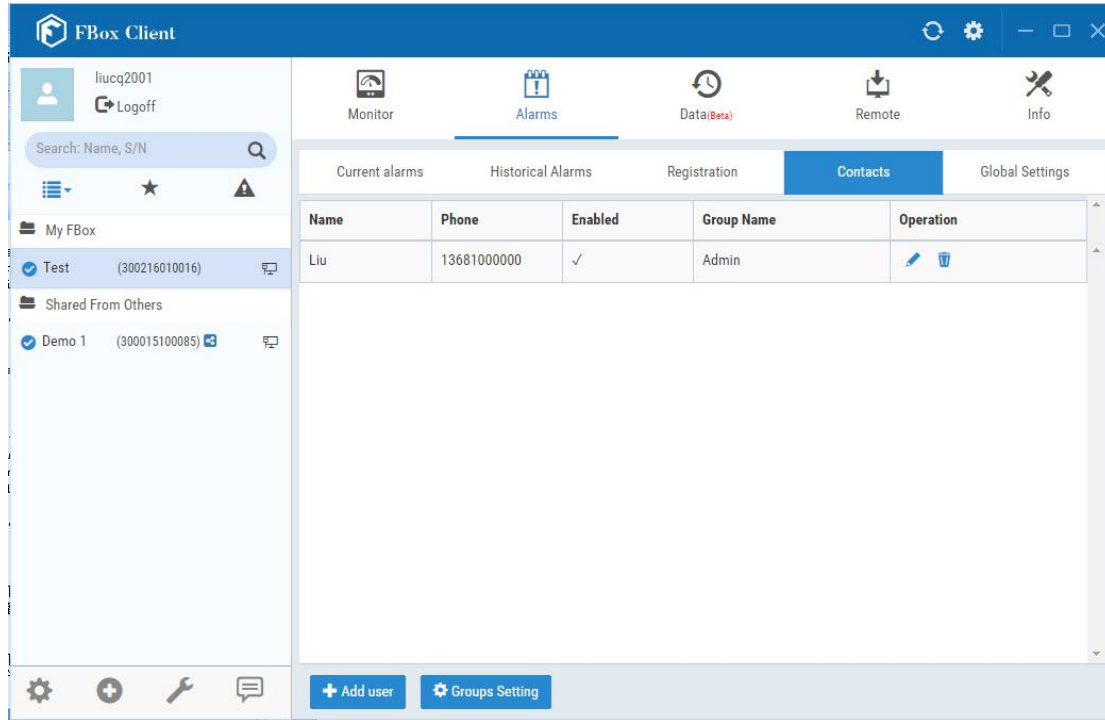 FBox Client
liucq2001
Logoff
Search: Name, S/N
My FBox
Test (300216010016)
Shared From Others
Demo 1 (300015100085)
Monitor Alarms Data(Beta) Remote Info
Current alarms Historical Alarms Registration Contacts Global Settings
Name Phone Enabled Group Name Operation
Liu 13681000000 ✓ Admin
Add user Groups Setting